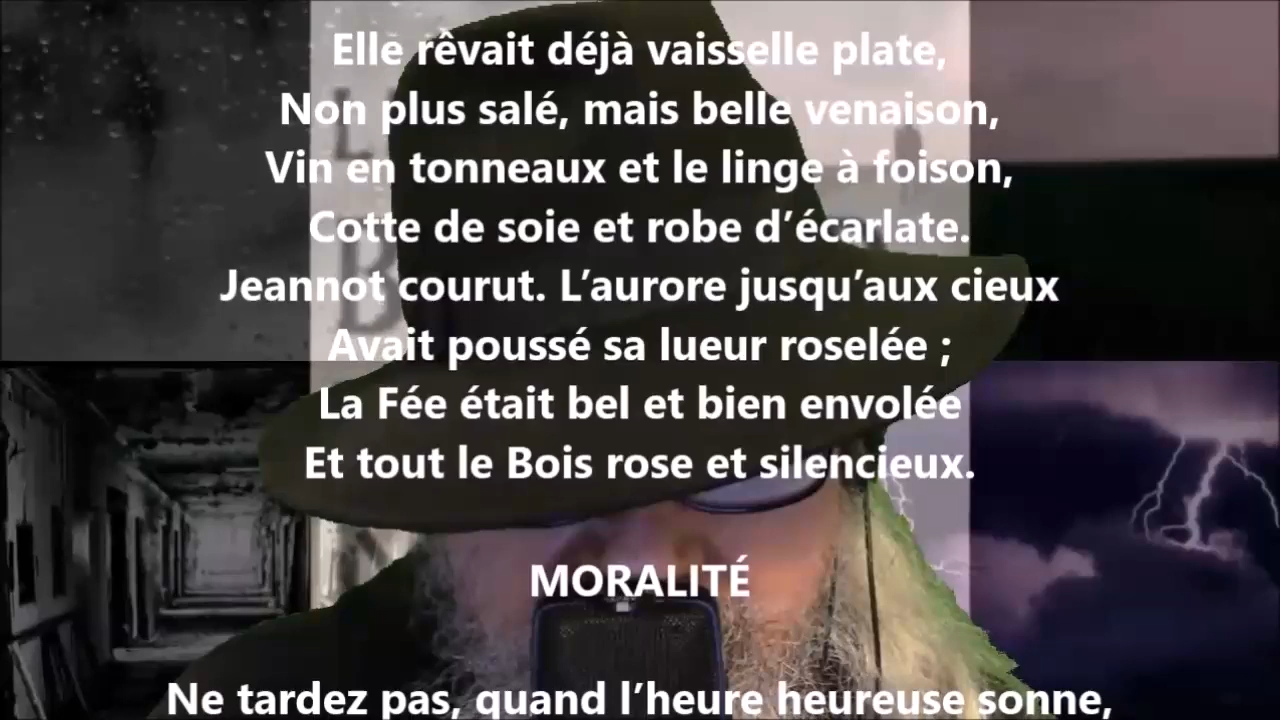 Elle rêvait déjà vaisselle plate,
Non plus salé, mais belle venaison,
Vin en tonneaux et le linge à foison,
Cotte de soie et robe d’écarlate.
Jeannot courut. L’aurore jusqu’aux cieux
Avait poussé sa lueur roselée ;
La Fée était bel et bien envolée
Et tout le Bois rose et silencieux.
MORALITÉ
Ne tardez pas, quand l’heure heureuse sonne,